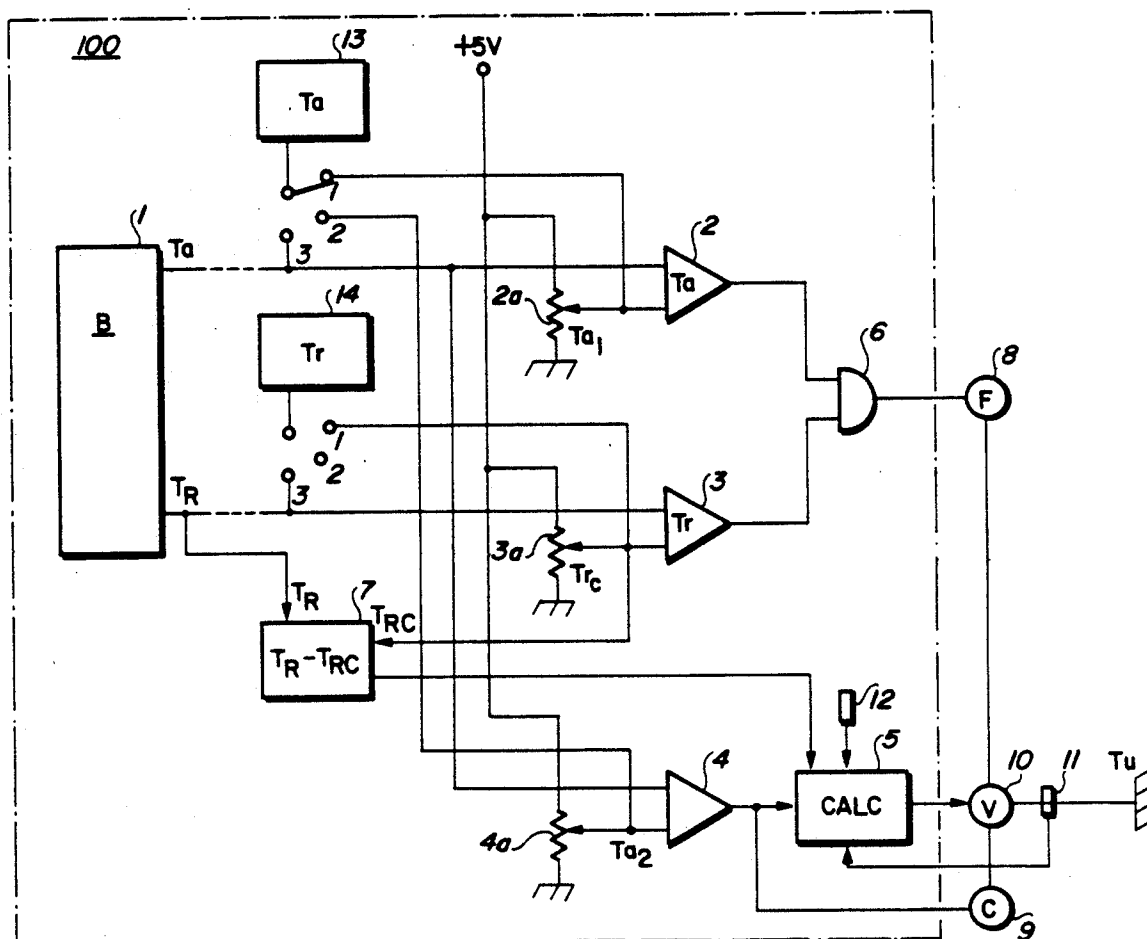 100
13
+5V
Ta
1
2
3
1
Ta
B
2
Ta
2a
Ta1
14
Tr
6
8
F
1
2
3
TR
3
Tr
3a
Trc
TR
7
TRC
TR-TRC
12
5
4
CALC
10
V
11
Tu
4a
Ta2
C
9